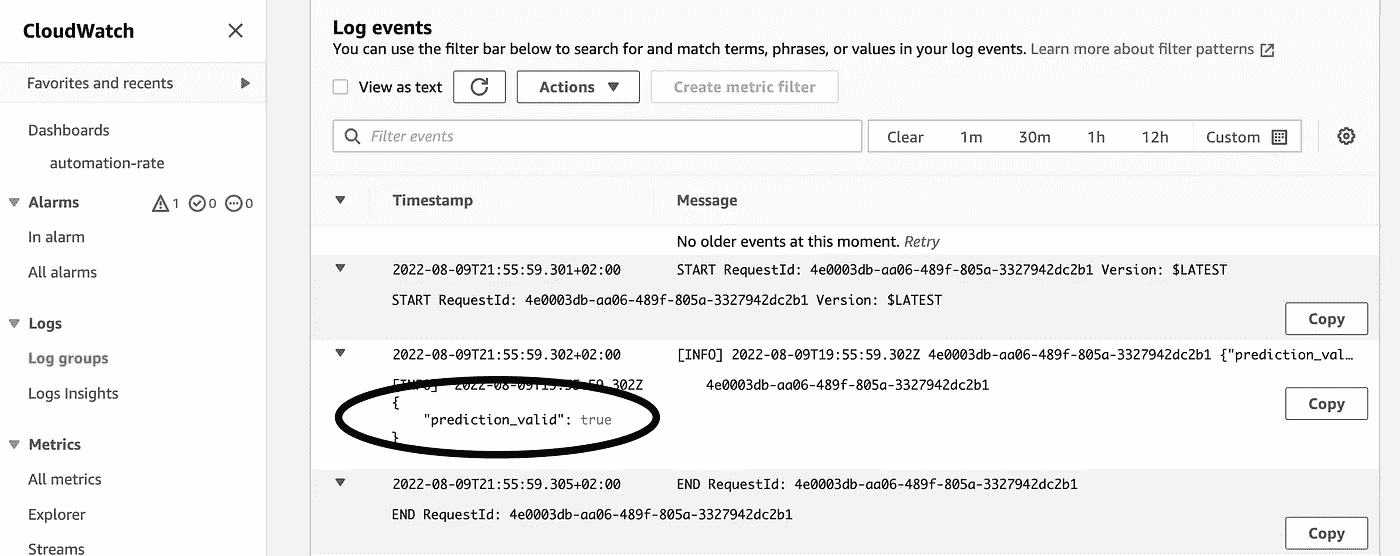 CloudWatch
Favorites and recents
Dashboards
automation-rate
Alarms 1 0 0
In alarm
All alarms
Logs
Log groups
Logs Insights
Metrics
All metrics
Explorer
Streams
Log events
You can use the filter bar below to search for and match terms, phrases, or values in your log events. Learn more about filter patterns
View as text Actions Create metric filter
Filter events Clear 1m 30m 1h 12h Custom
Timestamp Message
No older events at this moment. Retry
2022-08-09T21:55:59.301+02:00 START RequestId: 4e0003db-aa06-489f-805a-3327942dc2b1 Version: $LATEST
START RequestId: 4e0003db-aa06-489f-805a-3327942dc2b1 Version: $LATEST
Copy
2022-08-09T21:55:59.302+02:00 [INFO] 2022-08-09T19:55:59.302Z 4e0003db-aa06-489f-805a-3327942dc2b1 {"prediction_val…
[INFO] 2022-08-09T19:55:59.302Z 4e0003db-aa06-489f-805a-3327942dc2b1
{
"prediction_valid": true
}
Copy
2022-08-09T21:55:59.305+02:00 END RequestId: 4e0003db-aa06-489f-805a-3327942dc2b1
END RequestId: 4e0003db-aa06-489f-805a-3327942dc2b1
Copy